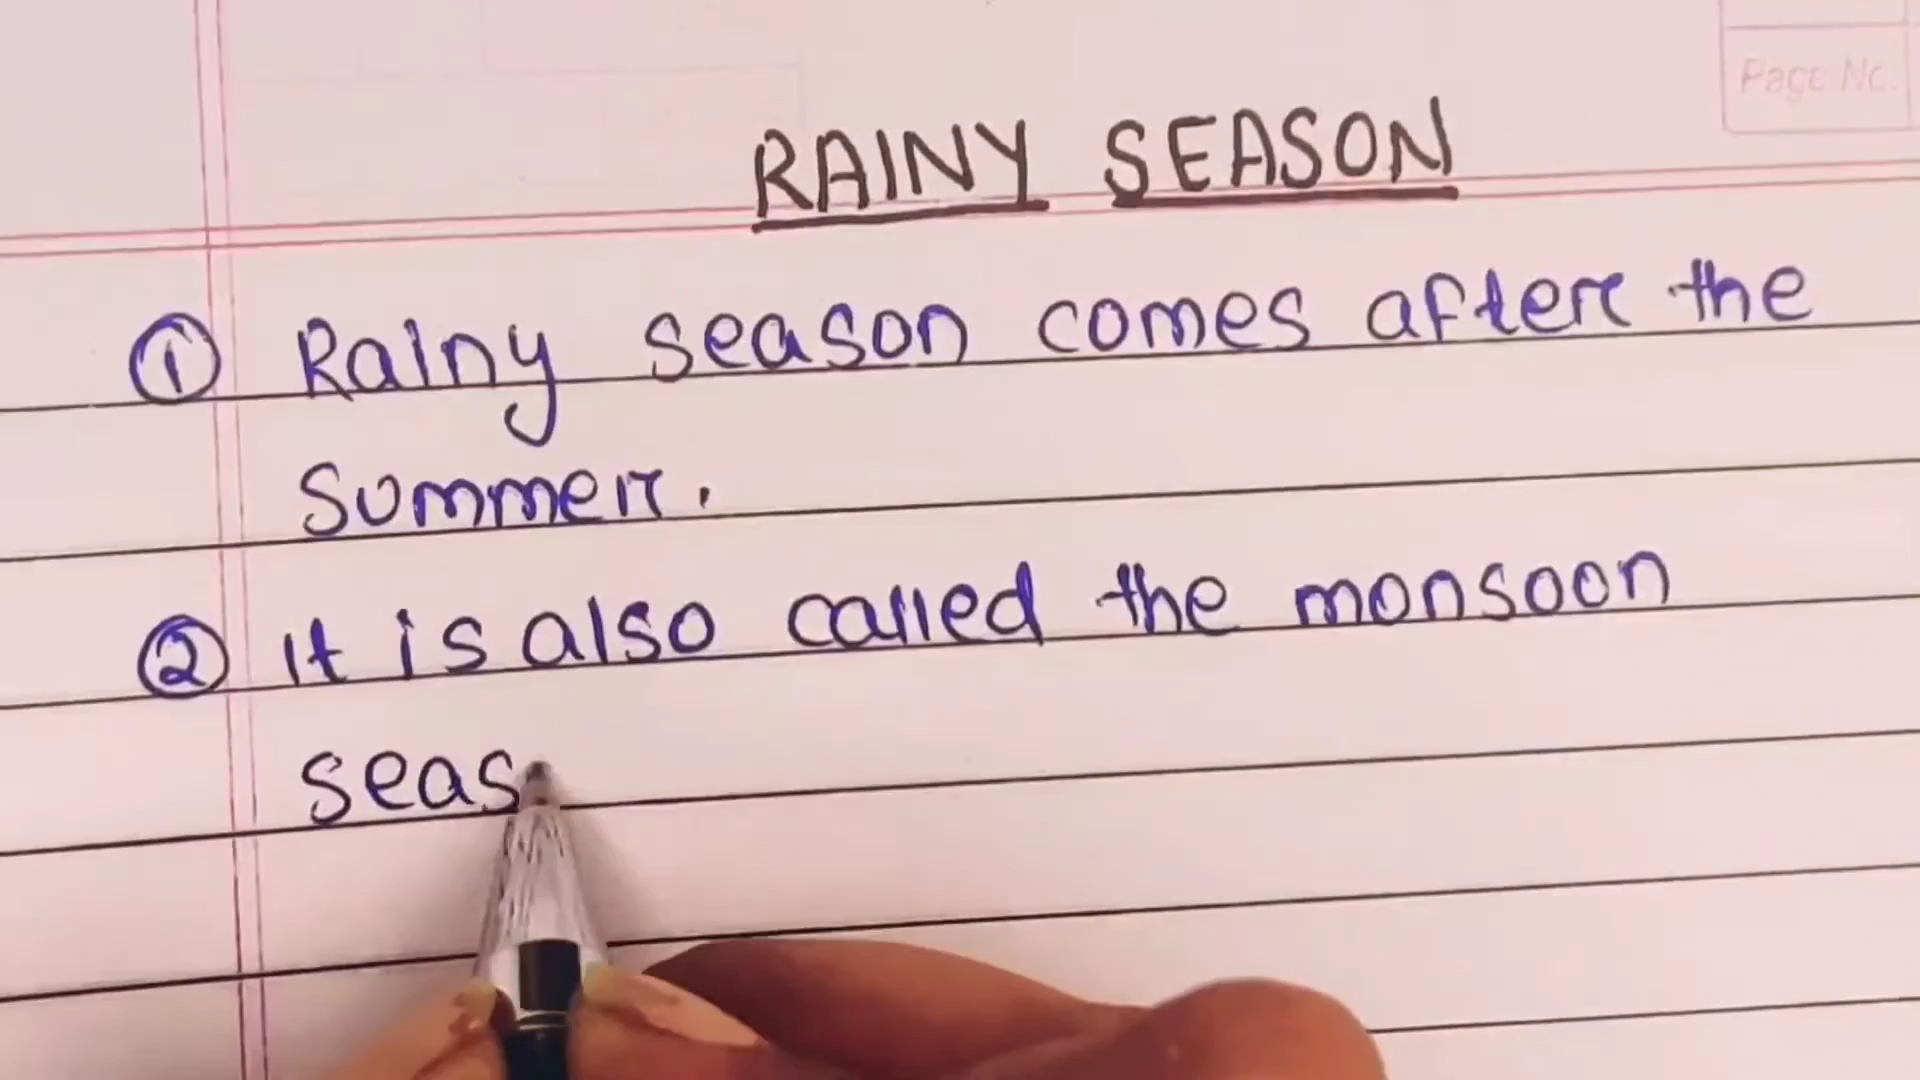 Page No.
RAINY SEASON
① Rainy season comes after the
summer.
② It is also called the monsoon
seas